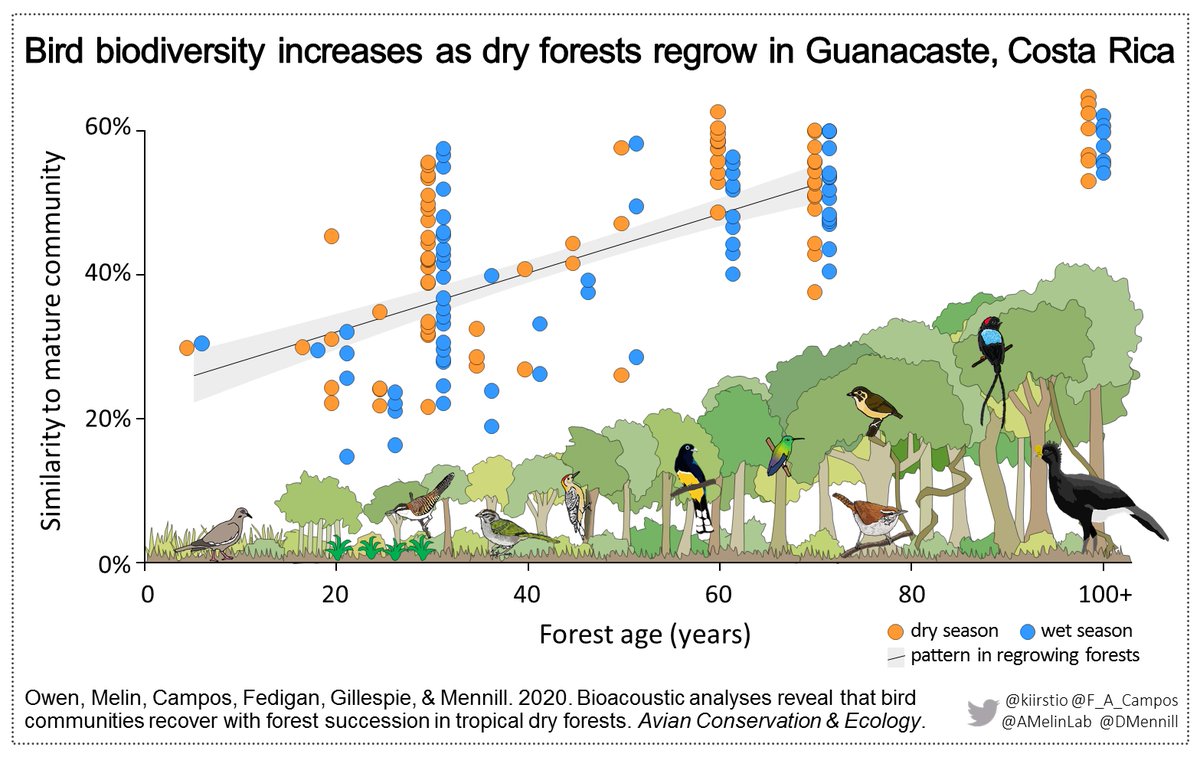 Bird biodiversity increases as dry forests regrow in Guanacaste, Costa Rica
Similarity to mature community
60%
40%
20%
0%
0 20 40 60 80 100+
Forest age (years)
dry season wet season
pattern in regrowing forests
Owen, Melin, Campos, Fedigan, Gillespie, & Mennill. 2020. Bioacoustic analyses reveal that bird
communities recover with forest succession in tropical dry forests. Avian Conservation & Ecology.
@kiirstio @F_A_Campos
@AMelinLab @DMennill